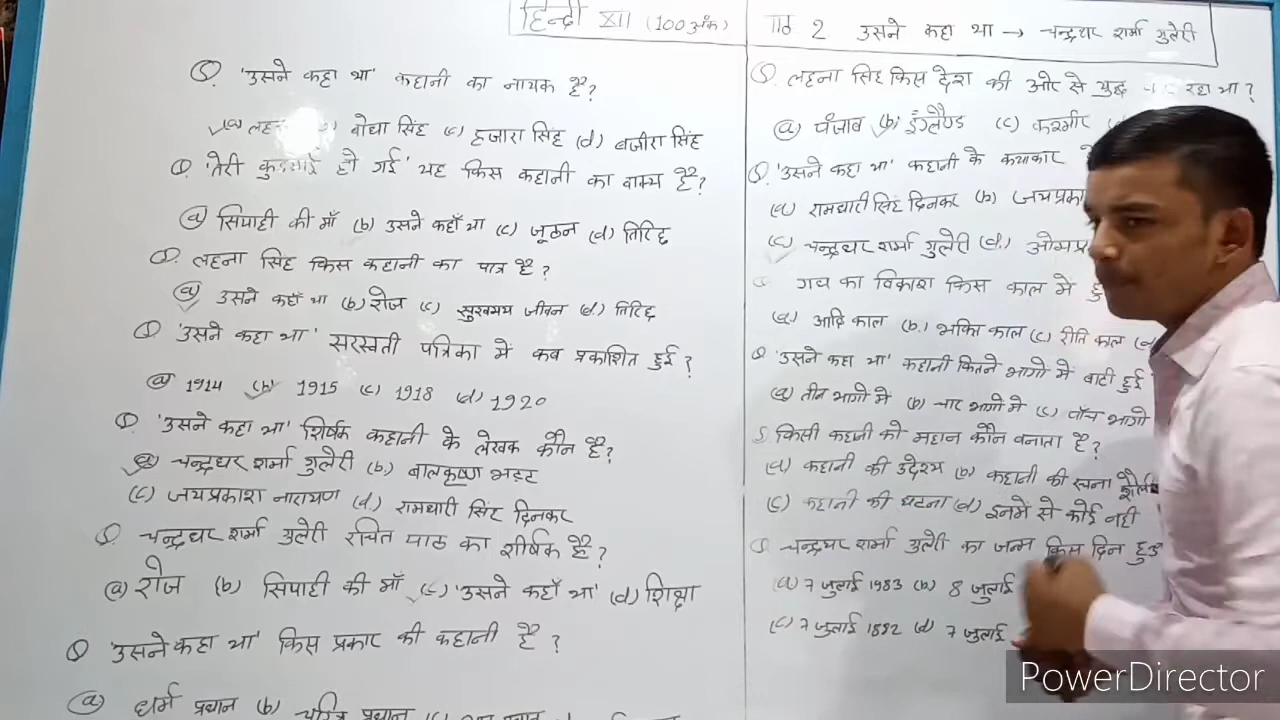 हिन्दी XII (100 अंक)
पाठ 2 उसने कहा था → चन्द्रधर शर्मा गुलेरी
Q. 'उसने कहा था' कहानी का नायक है?
(a) लह बोधा सिंह (c) हजारा सिंह (d) बजीरा सिंह
Q. 'तेरी कुड़माई हो गई' यह किस कहानी का वाक्य है?
(a) सिपाही की माँ (b) उसने कहाँ था (c) जूठन (d) तिरिछ
Q. लहना सिंह किस कहानी का पात्र है?
(a) उसने कहाँ था (b) रोज (c) सुखमय जीवन (d.) तिरिछ
Q 'उसने कहा था' सरस्वती पत्रिका में कब प्रकाशित हुई?
(a) 1914 (b) 1915 (c) 1918 (d) 1920
Q. 'उसने कहा था' शिर्षक कहानी के लेखक कौन है?
(a) चन्द्रधर शर्मा गुलेरी (b.) बालकृष्ण भट्ट
(c) जयप्रकाश नारायण (d) रामधारी सिंह दिनकर
Q. चन्द्रधर शर्मा गुलेरी रचित पाठ का शीर्षक है?
(a) रोज (b) सिपाही की माँ (c) 'उसने कहाँ था' (d) शिक्षा
Q 'उसने कहा था' किस प्रकार की कहानी है?
(a) धर्म प्रधान (b) चरित्र प्रधान
Q. लहना सिंह किस देश की ओर से युद्ध रहा था?
(a) पंजाब (b) इंग्लैण्ड (c) कश्मीर
Q. 'उसने कहा था' कहानी के कथाकार
(a) रामधारी सिंह दिनकर (b) जयप्रका
(c) चन्द्रधर शर्मा गुलेरी (d.) ओमप्र
गद्य का विकाश किस काल में हु
(a) आदि काल (b.) भक्ति काल (c) रीति काल
Q 'उसने कहा था' कहानी कितने भागो में बाटी हुई
(a) तीन भागो में (b) चार भागो में (c) पाँच भागो
Q किसी कहानी को महान कौन बनाता है?
(a) कहानी की उद्देश्य (b) कहानी की रचना शैली
(c) कहानी की घटना (d) इनमें से कोई नही
Q चन्द्रधर शर्मा गुलेरी का जन्म किस दिन हुआ
(a) 7 जुलाई 1983 (b) 8 जुलाई
(c) 7 जुलाई 1892 (d) 7 जुलाई
PowerDirector